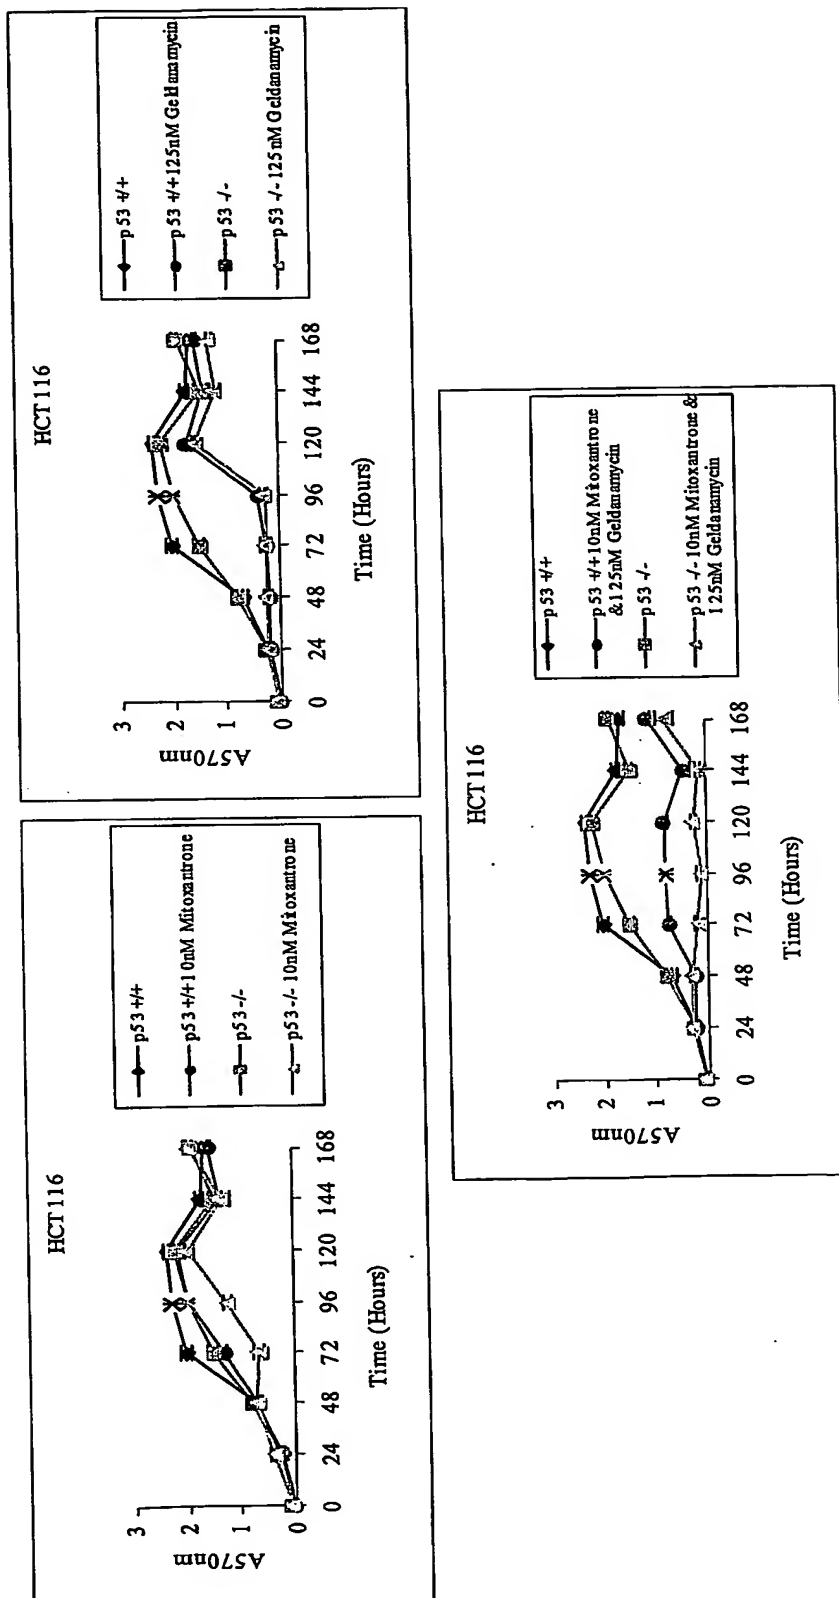 HCT116
A570nm
3
2
1
0
0 24 48 72 96 120 144 168
Time (Hours)
p53+/+
p53+/+10nM Mitoxantrone
p53-/-
p53-/-10nM Mitoxantrone
HCT116
A570nm
3
2
1
0
0 24 48 72 96 120 144 168
Time (Hours)
p53+/+
p53+/+125nM Geldanamycin
p53-/-
p53-/-125nM Geldanamycin
HCT116
A570nm
3
2
1
0
0 24 48 72 96 120 144 168
Time (Hours)
p53+/+
p53+/+10nM Mitoxantrone
&125nM Geldanamycin
p53-/-
p53-/-10nM Mitoxantrone &
125nM Geldanamycin